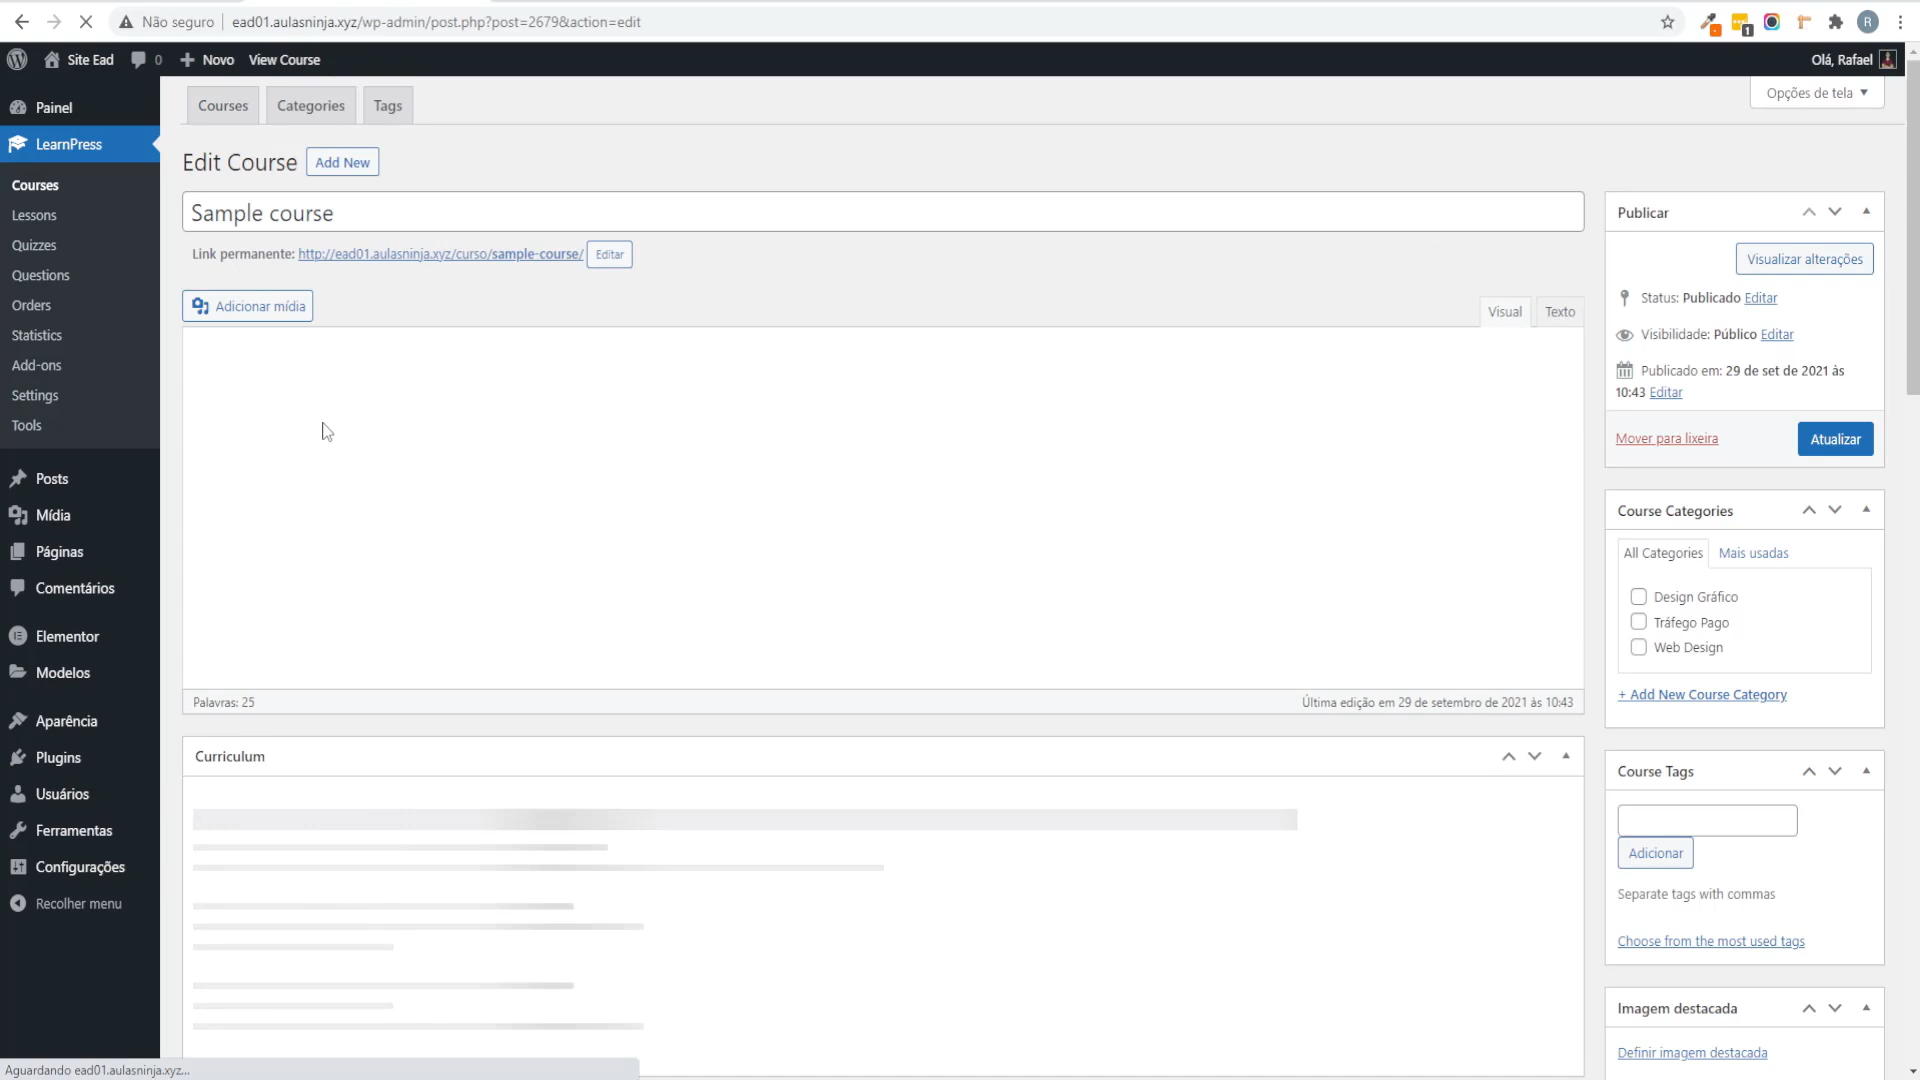 Não seguro
ead01.aulasninja.xyz/wp-admin/post.php?post=2679&action=edit
1
R
Site Ead
0
Novo
View Course
Olá, Rafael
Painel
LearnPress
Courses
Lessons
Quizzes
Questions
Orders
Statistics
Add-ons
Settings
Tools
Posts
Mídia
Páginas
Comentários
Elementor
Modelos
Aparência
Plugins
Usuários
Ferramentas
Configurações
Recolher menu
Courses
Categories
Tags
Opções de tela
Edit Course
Add New
Sample course
Link permanente: http://ead01.aulasninja.xyz/curso/sample-course/
Editar
Adicionar mídia
Visual
Texto
Palavras: 25
Última edição em 29 de setembro de 2021 às 10:43
Curriculum
Publicar
Visualizar alterações
Status: Publicado Editar
Visibilidade: Público Editar
Publicado em: 29 de set de 2021 às
10:43 Editar
Mover para lixeira
Atualizar
Course Categories
All Categories
Mais usadas
Design Gráfico
Tráfego Pago
Web Design
+ Add New Course Category
Course Tags
Adicionar
Separate tags with commas
Choose from the most used tags
Imagem destacada
Definir imagem destacada
Aguardando ead01.aulasninja.xyz...